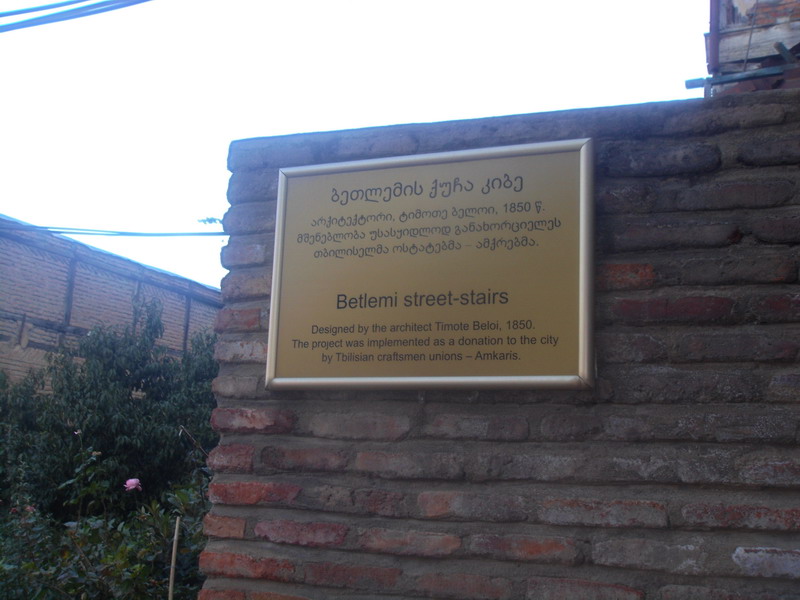 ბეთლემის ქუჩა კიბე
არქიტექტორი, ტიმოთე ბელოი, 1850 წ.
მშენებლობა უსასყიდლოდ განახორციელეს
თბილისელმა ოსტატებმა – ამქრებმა.
Betlemi street-stairs
Designed by the architect Timote Beloi, 1850.
The project was implemented as a donation to the city
by Tbilisian craftsmen unions – Amkaris.